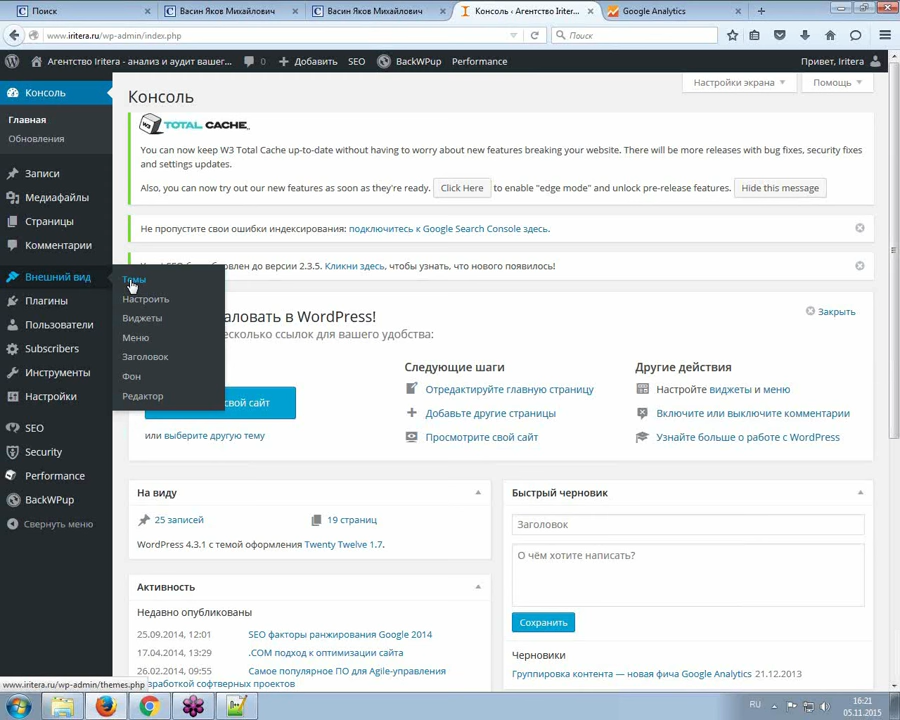 Поиск
Васин Яков Михайлович
Васин Яков Михайлович
Консоль ‹ Агентство Iritera...
Google Analytics
www.iritera.ru/wp-admin/index.php
Поиск
Агентство Iritera - анализ и аудит вашег...
0
Добавить
SEO
BackWPup
Performance
Привет, Iritera
Консоль
Главная
Обновления
Записи
Медиафайлы
Страницы
Комментарии
Внешний вид
Плагины
Пользователи
Subscribers
Инструменты
Настройки
SEO
Security
Performance
BackWPup
Свернуть меню
Темы
Настроить
Виджеты
Меню
Заголовок
Фон
Редактор
Настройки экрана
Помощь
Консоль
W3 TOTAL CACHE
You can now keep W3 Total Cache up-to-date without having to worry about new features breaking your website. There will be more releases with bug fixes, security fixes
and settings updates.
Also, you can now try out our new features as soon as they're ready. Click Here to enable "edge mode" and unlock pre-release features. Hide this message
Не пропустите свои ошибки индексирования: подключитесь к Google Search Console здесь.
до версии 2.3.5. Кликни здесь, чтобы узнать, что нового появилось!
аловать в WordPress!
есколько ссылок для вашего удобства:
Закрыть
свой сайт
или выберите другую тему
Следующие шаги
Отредактируйте главную страницу
Добавьте другие страницы
Просмотрите свой сайт
Другие действия
Настройте виджеты и меню
Включите или выключите комментарии
Узнайте больше о работе с WordPress
На виду
25 записей
19 страниц
WordPress 4.3.1 с темой оформления Twenty Twelve 1.7.
Активность
Недавно опубликованы
25.09.2014, 12:01 SEO факторы ранжирования Google 2014
17.04.2014, 13:29 .COM подход к оптимизации сайта
26.02.2014, 09:55 Самое популярное ПО для Agile-управления
разработкой софтверных проектов
Быстрый черновик
Заголовок
О чём хотите написать?
Сохранить
Черновики
Группировка контента — новая фича Google Analytics 21.12.2013
www.iritera.ru/wp-admin/themes.php
RU
16:21
05.11.2015